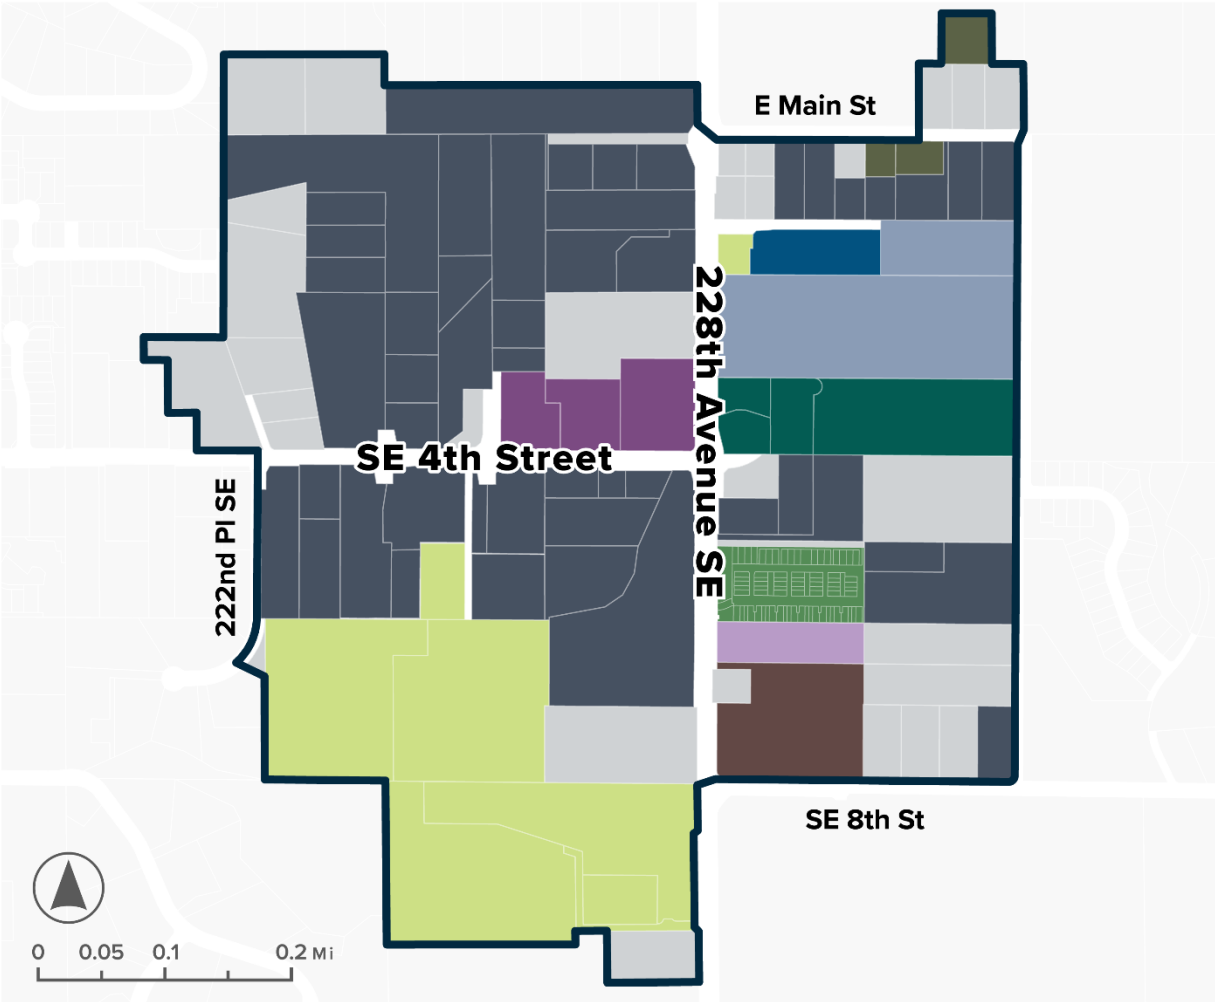 E Main St
228th Avenue SE
SE 4th Street
222nd Pl SE
SE 8th St
0 0.05 0.1 0.2 Mi